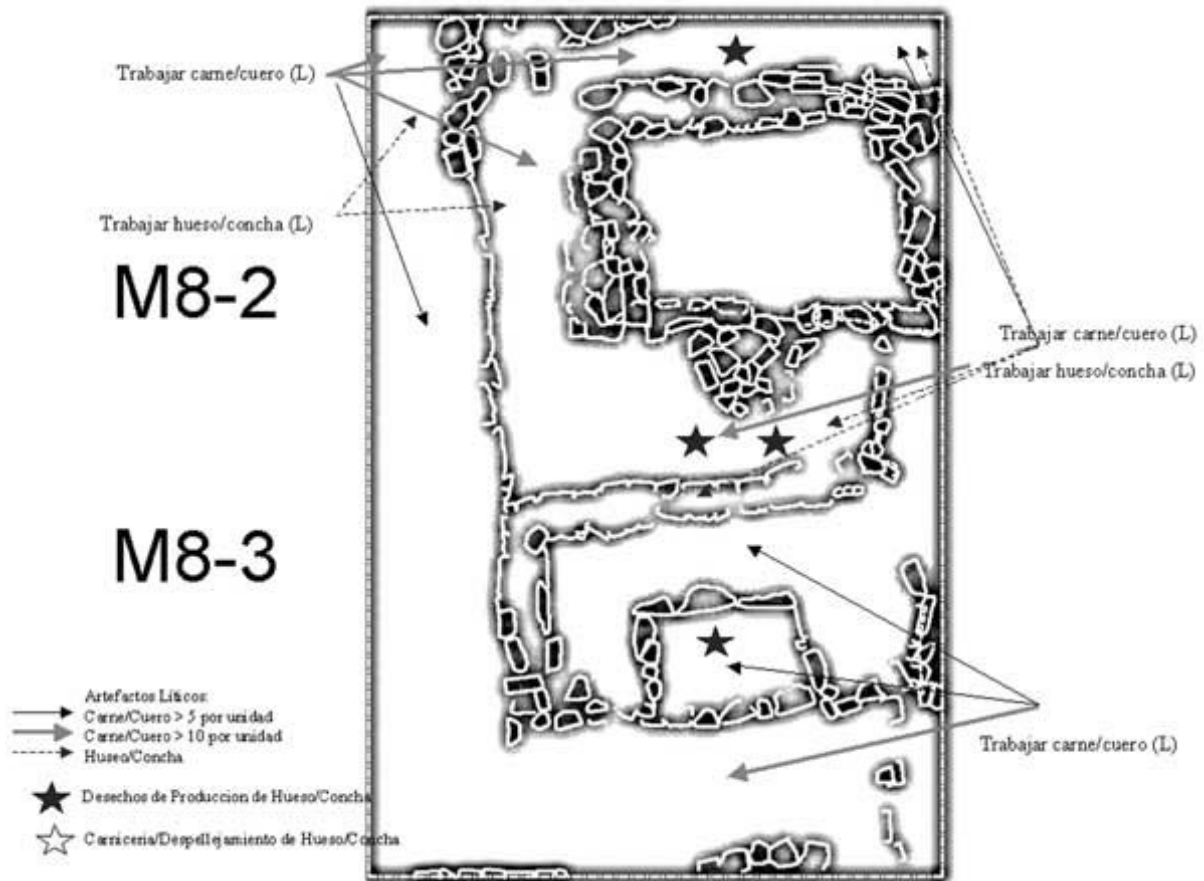 Trabajar carne/cuero (L)
Trabajar hueso/concha (L)
M8-2
Trabajar carne/cuero (L)
Trabajar hueso/concha (L)
M8-3
Artefactos Líticos:
Carne/Cuero > 5 por unidad
Carne/Cuero > 10 por unidad
Hueso/Concha
Trabajar carne/cuero (L)
Desechos de Produccion de Hueso/Concha
Carniceria/Despellejamiento de Hueso/Concha